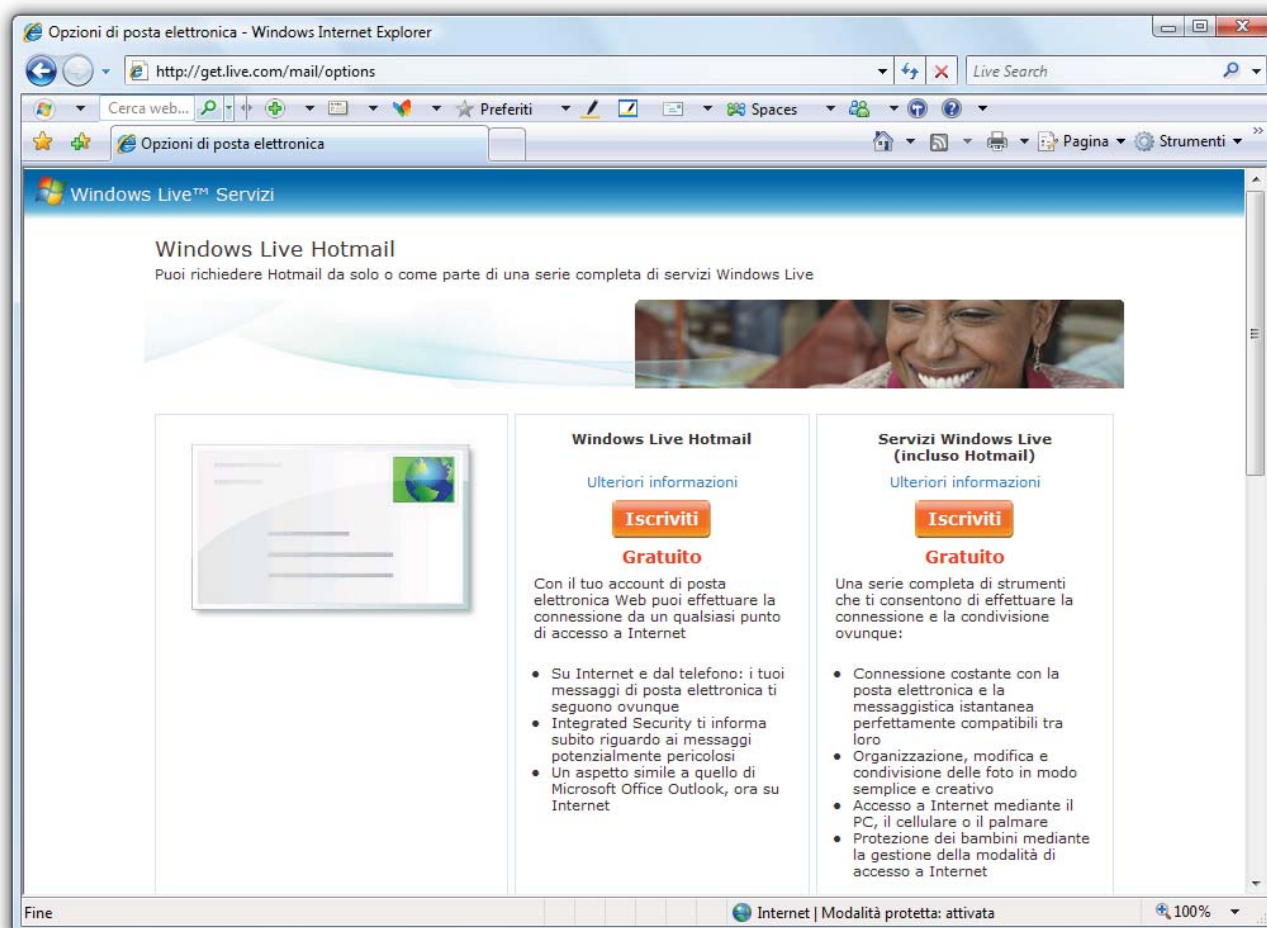 Opzioni di posta elettronica - Windows Internet Explorer
http://get.live.com/mail/options
Live Search
Cerca web...
Preferiti
Spaces
Opzioni di posta elettronica
Pagina
Strumenti
Windows Live™ Servizi
Windows Live Hotmail
Puoi richiedere Hotmail da solo o come parte di una serie completa di servizi Windows Live
Windows Live Hotmail
Ulteriori informazioni
Iscriviti
Gratuito
Con il tuo account di posta
elettronica Web puoi effettuare la
connessione da un qualsiasi punto
di accesso a Internet
• Su Internet e dal telefono: i tuoi
messaggi di posta elettronica ti
seguono ovunque
• Integrated Security ti informa
subito riguardo ai messaggi
potenzialmente pericolosi
• Un aspetto simile a quello di
Microsoft Office Outlook, ora su
Internet
Servizi Windows Live
(incluso Hotmail)
Ulteriori informazioni
Iscriviti
Gratuito
Una serie completa di strumenti
che ti consentono di effettuare la
connessione e la condivisione
ovunque:
• Connessione costante con la
posta elettronica e la
messaggistica istantanea
perfettamente compatibili tra
loro
• Organizzazione, modifica e
condivisione delle foto in modo
semplice e creativo
• Accesso a Internet mediante il
PC, il cellulare o il palmare
• Protezione dei bambini mediante
la gestione della modalità di
accesso a Internet
Fine
Internet | Modalità protetta: attivata
100%